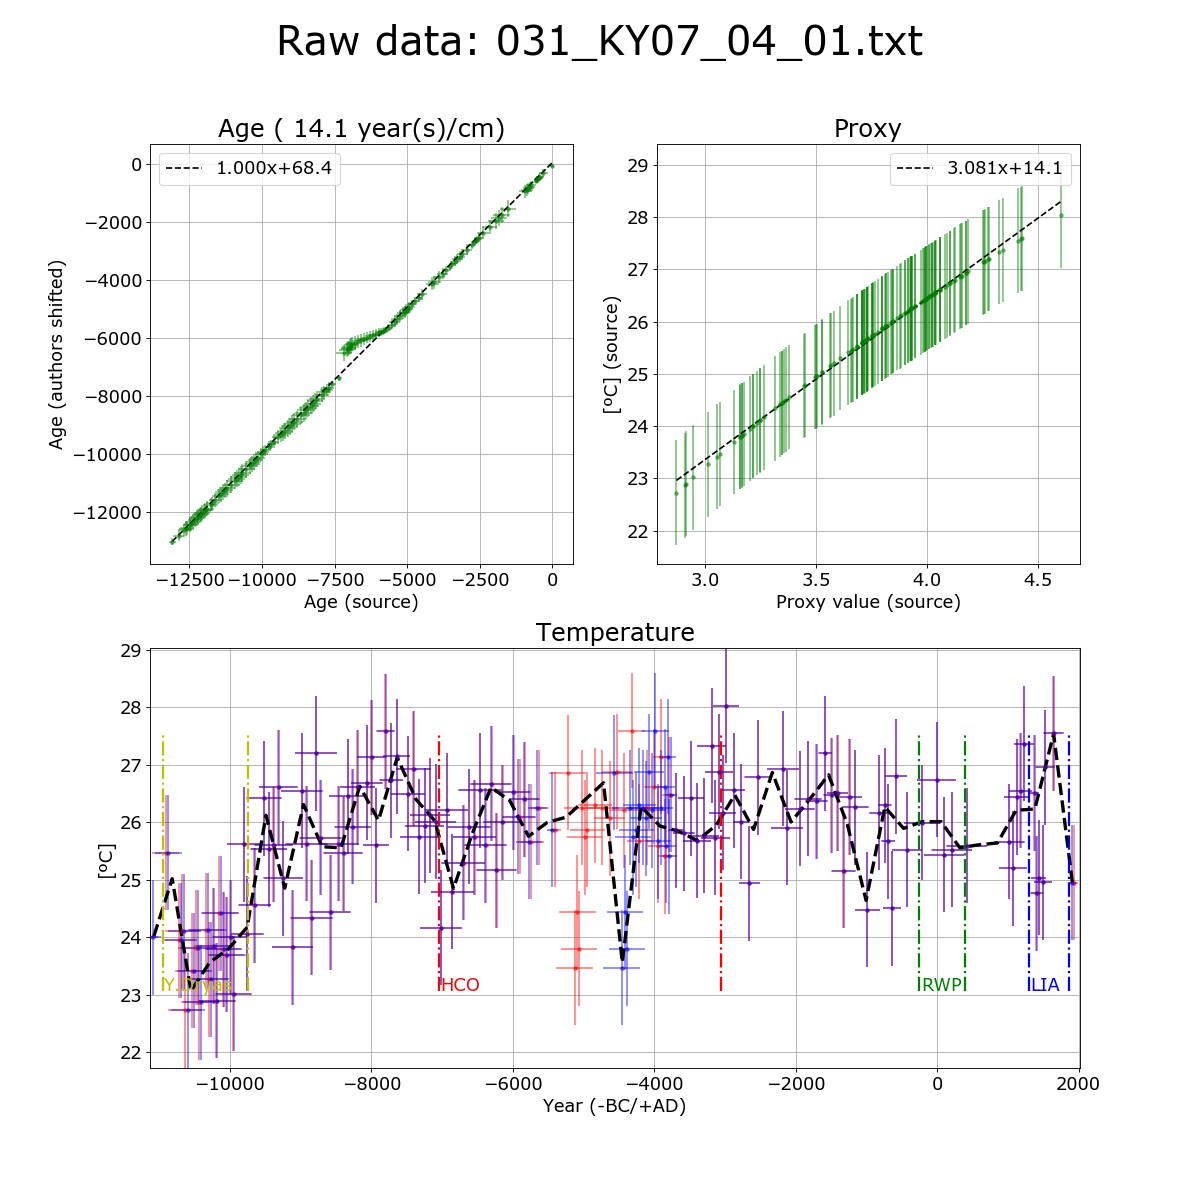 Raw data: 031_KY07_04_01.txt
Age ( 14.1 year(s)/cm)
Proxy
1.000x+68.4
0
−2000
−4000
−6000
−8000
−10000
−12000
Age (authors shifted)
−12500 −10000 −7500 −5000 −2500 0
Age (source)
3.081x+14.1
29
28
27
26
25
24
23
22
[ºC] (source)
3.0 3.5 4.0 4.5
Proxy value (source)
Temperature
29
28
27
26
25
24
23
22
[ºC]
Y.Dryas HCO RWP LIA
−10000 −8000 −6000 −4000 −2000 0 2000
Year (-BC/+AD)